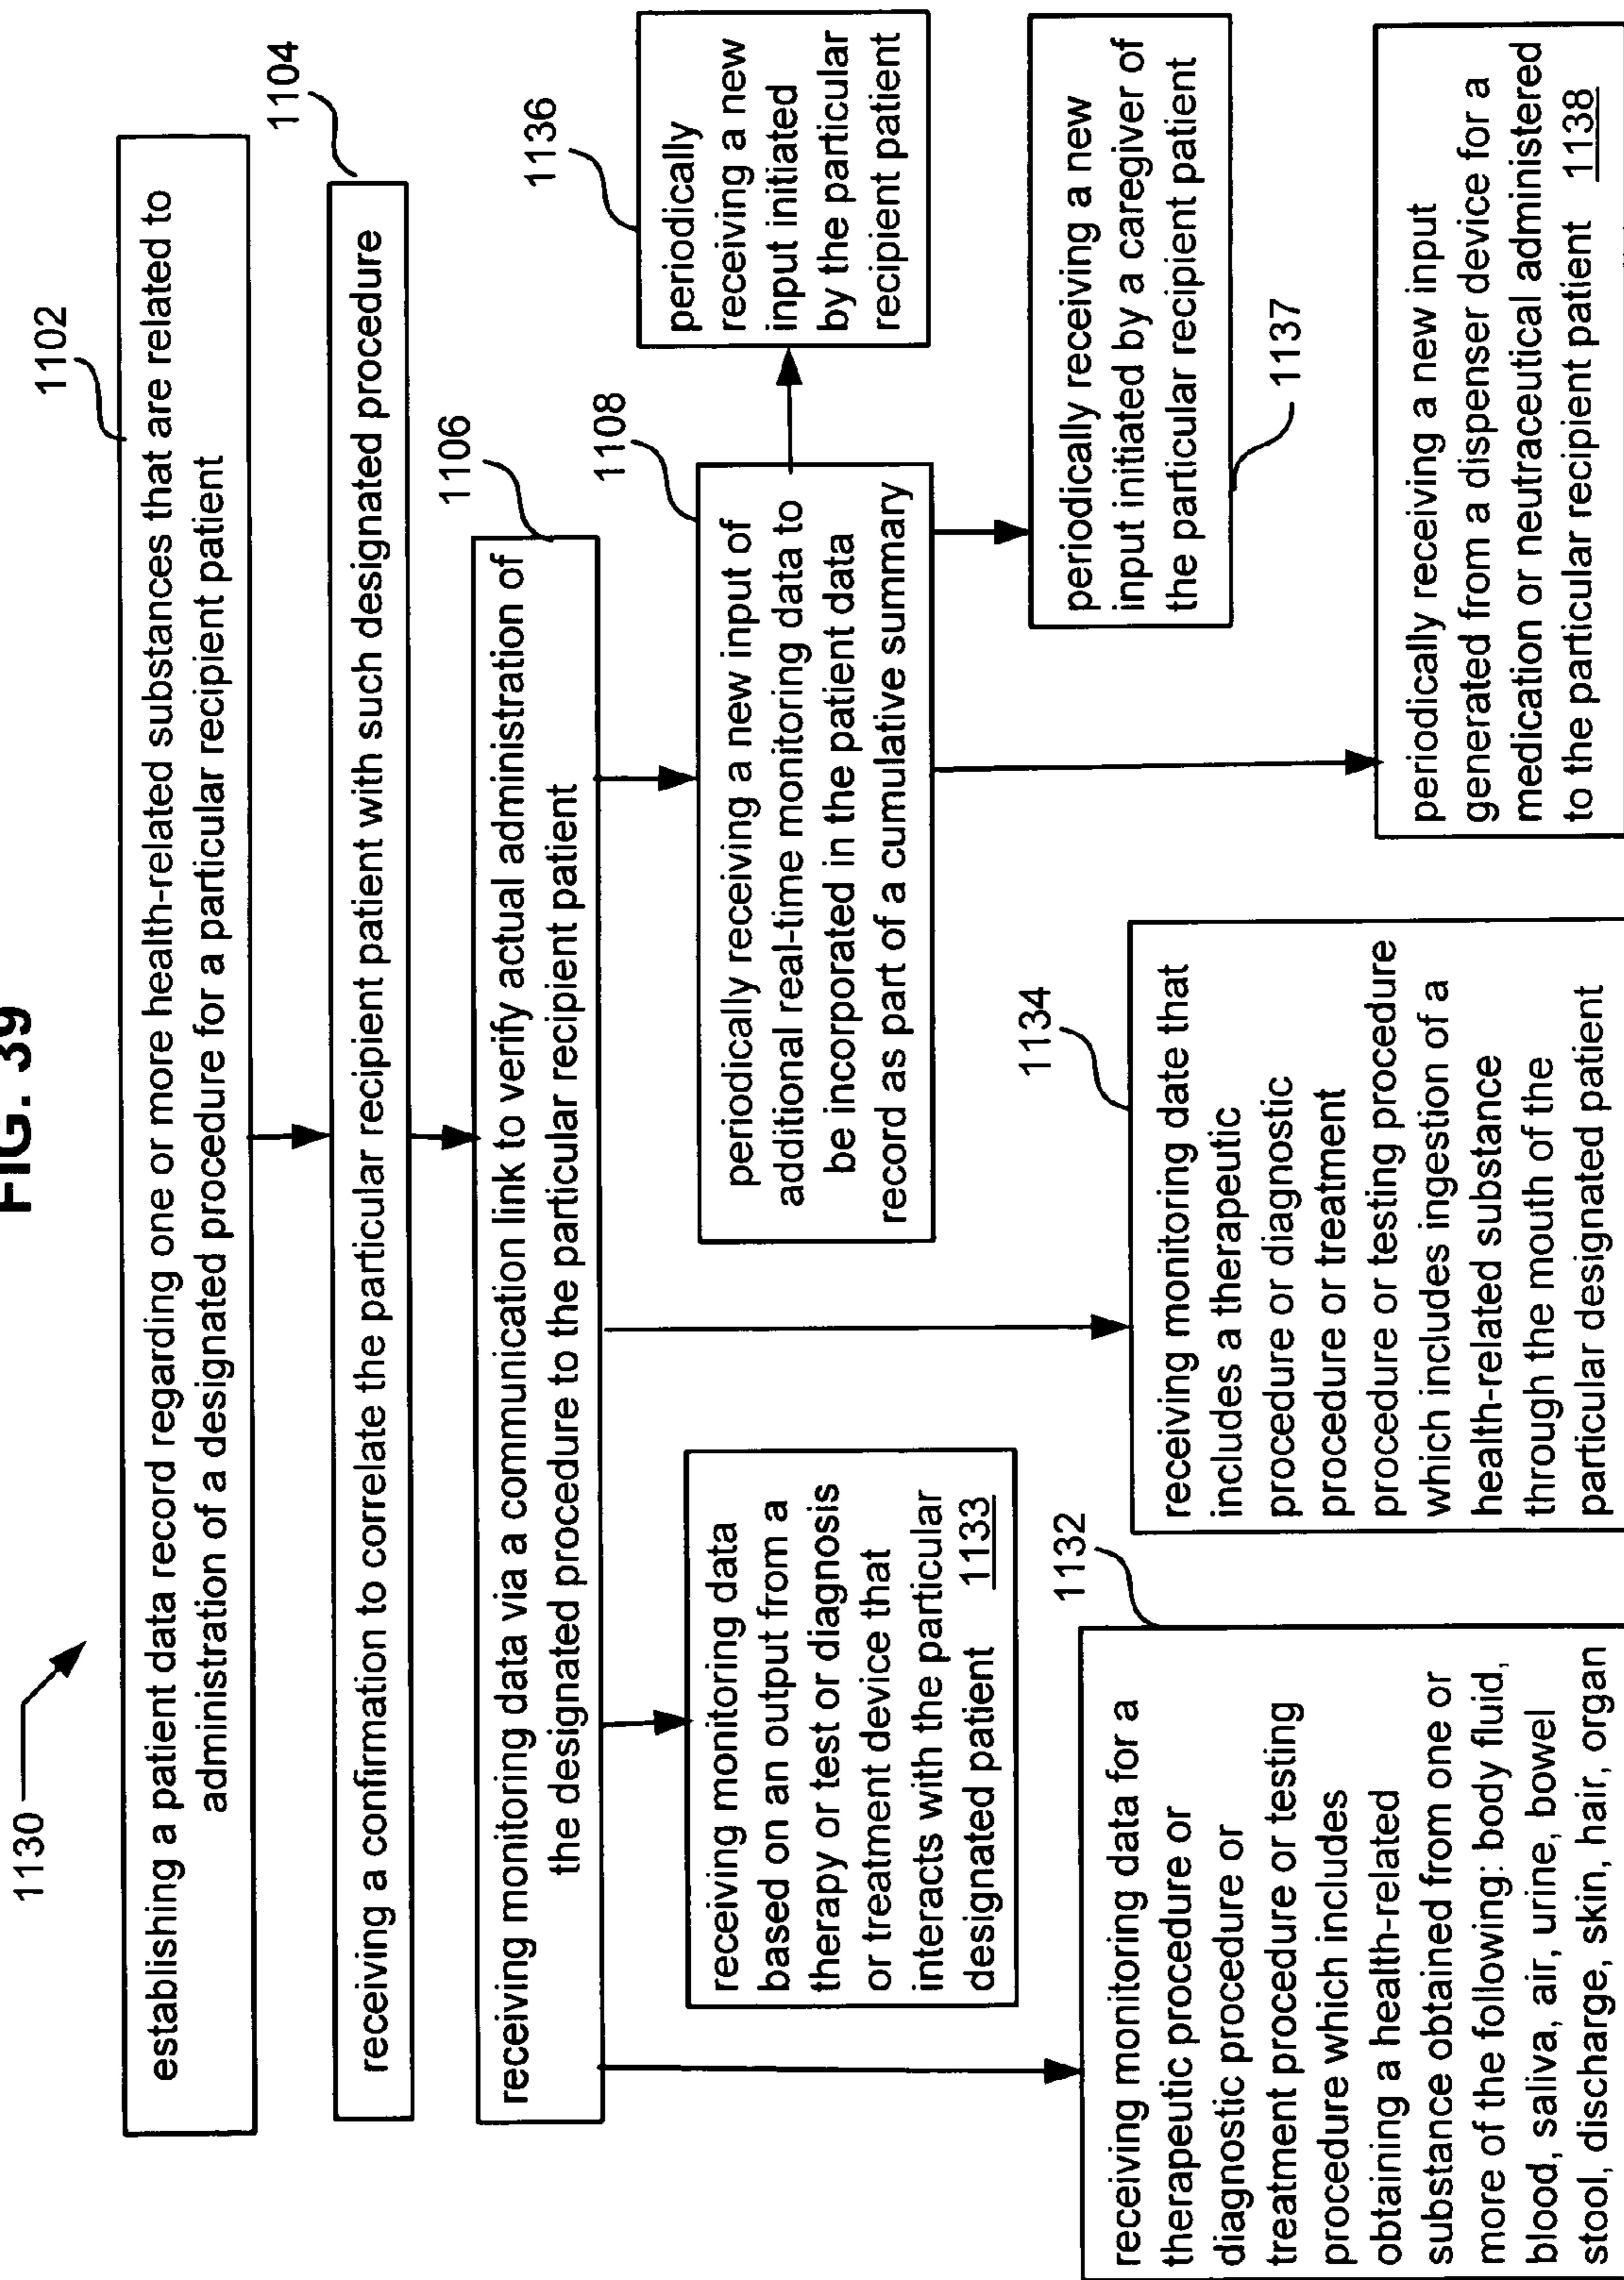 FIG. 39
1130
1102
establishing a patient data record regarding one or more health-related substances that are related to
administration of a designated procedure for a particular recipient patient
1104
receiving a confirmation to correlate the particular recipient patient with such designated procedure
1106
receiving monitoring data via a communication link to verify actual administration of
the designated procedure to the particular recipient patient
1108
periodically receiving a new input of
additional real-time monitoring data to
be incorporated in the patient data
record as part of a cumulative summary
1136
periodically
receiving a new
input initiated
by the particular
recipient patient
receiving monitoring data
based on an output from a
therapy or test or diagnosis
or treatment device that
interacts with the particular
designated patient 1133
1134
receiving monitoring date that
includes a therapeutic
procedure or diagnostic
procedure or treatment
procedure or testing procedure
which includes ingestion of a
health-related substance
through the mouth of the
particular designated patient
periodically receiving a new
input initiated by a caregiver of
the particular recipient patient
1137
1132
receiving monitoring data for a
therapeutic procedure or
diagnostic procedure or
treatment procedure or testing
procedure which includes
obtaining a health-related
substance obtained from one or
more of the following: body fluid,
blood, saliva, air, urine, bowel
stool, discharge, skin, hair, organ
periodically receiving a new input
generated from a dispenser device for a
medication or neutraceutical administered
to the particular recipient patient 1138